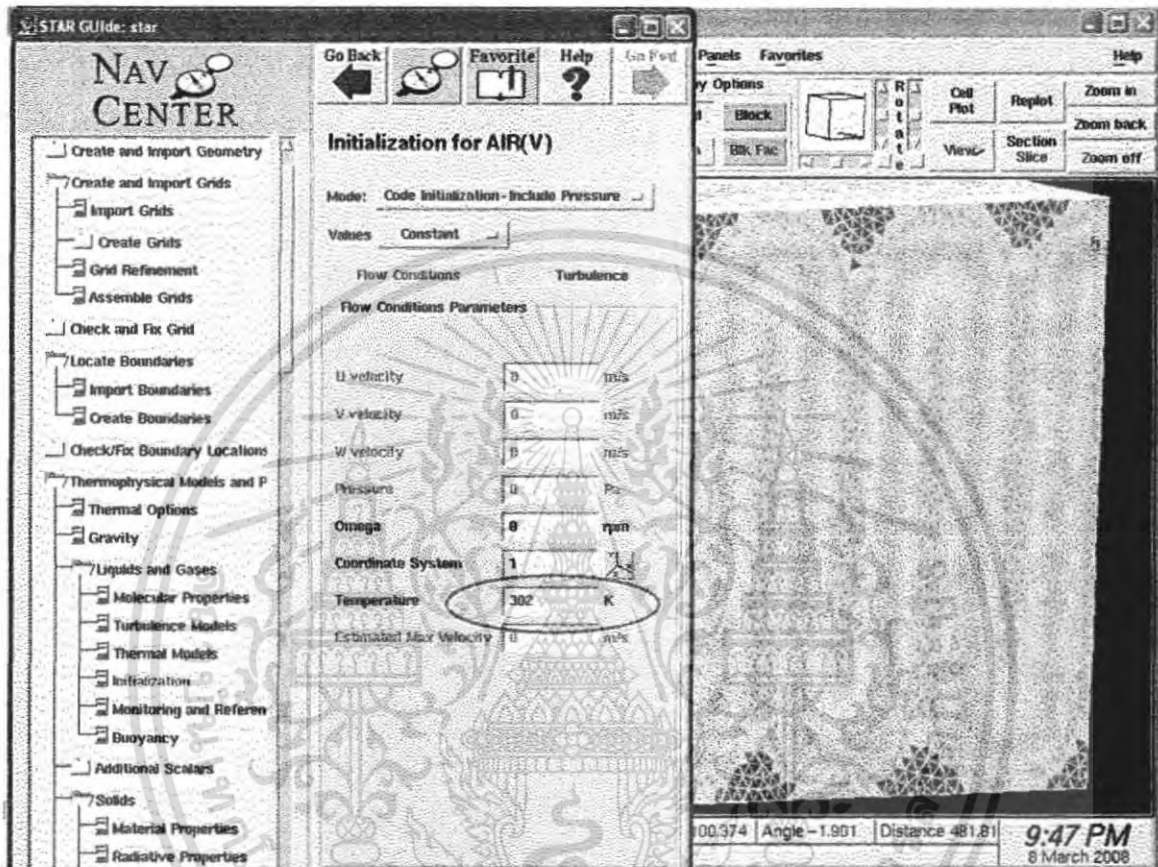 STAR GUIde: star
NAV
CENTER
Create and Import Geometry
Create and Import Grids
Import Grids
Create Grids
Grid Refinement
Assemble Grids
Check and Fix Grid
Locate Boundaries
Import Boundaries
Create Boundaries
Check/Fix Boundary Locations
Thermophysical Models and P
Thermal Options
Gravity
Liquids and Gases
Molecular Properties
Turbulence Models
Thermal Models
Initialization
Monitoring and Referen
Buoyancy
Additional Scalars
Solids
Material Properties
Radiative Properties
Go Back
Favorite
Help
Go Fwd
Initialization for AIR(V)
Mode: Code Initialization-Include Pressure
Values Constant
Flow Conditions Turbulence
Flow Conditions Parameters
U velocity 0 m/s
V velocity 0 m/s
W velocity 0 m/s
Pressure 0 Pa
Omega 0 rpm
Coordinate System 1
Temperature 302 K
Estimated Max Velocity 0 m/s
Panels Favorites Help
y Options
Block
Blk Fac
Rotate
Cell Plot
Replot
Zoom in
Zoom back
View
Section Slice
Zoom off
100.374 Angle -1.901 Distance 481.81
9:47 PM
8 March 2008